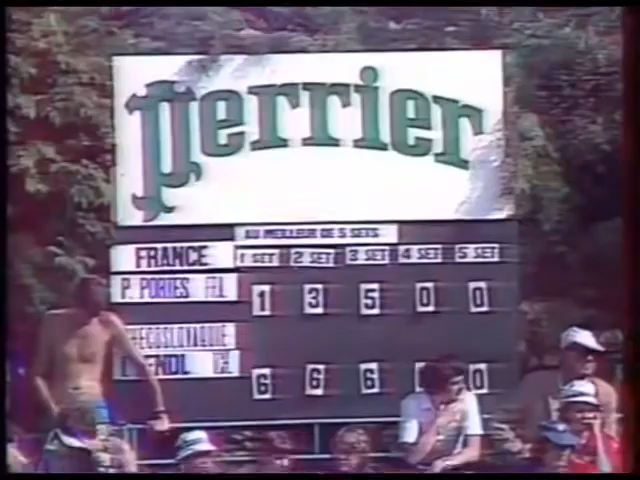 Perrier
AU MEILLEUR DE 5 SETS
FRANCE 1 SET 2 SET 3 SET 4 SET 5 SET
P. PORTES 1 3 5 0 0
HECOSLOVAQUIE
6 6 6 0